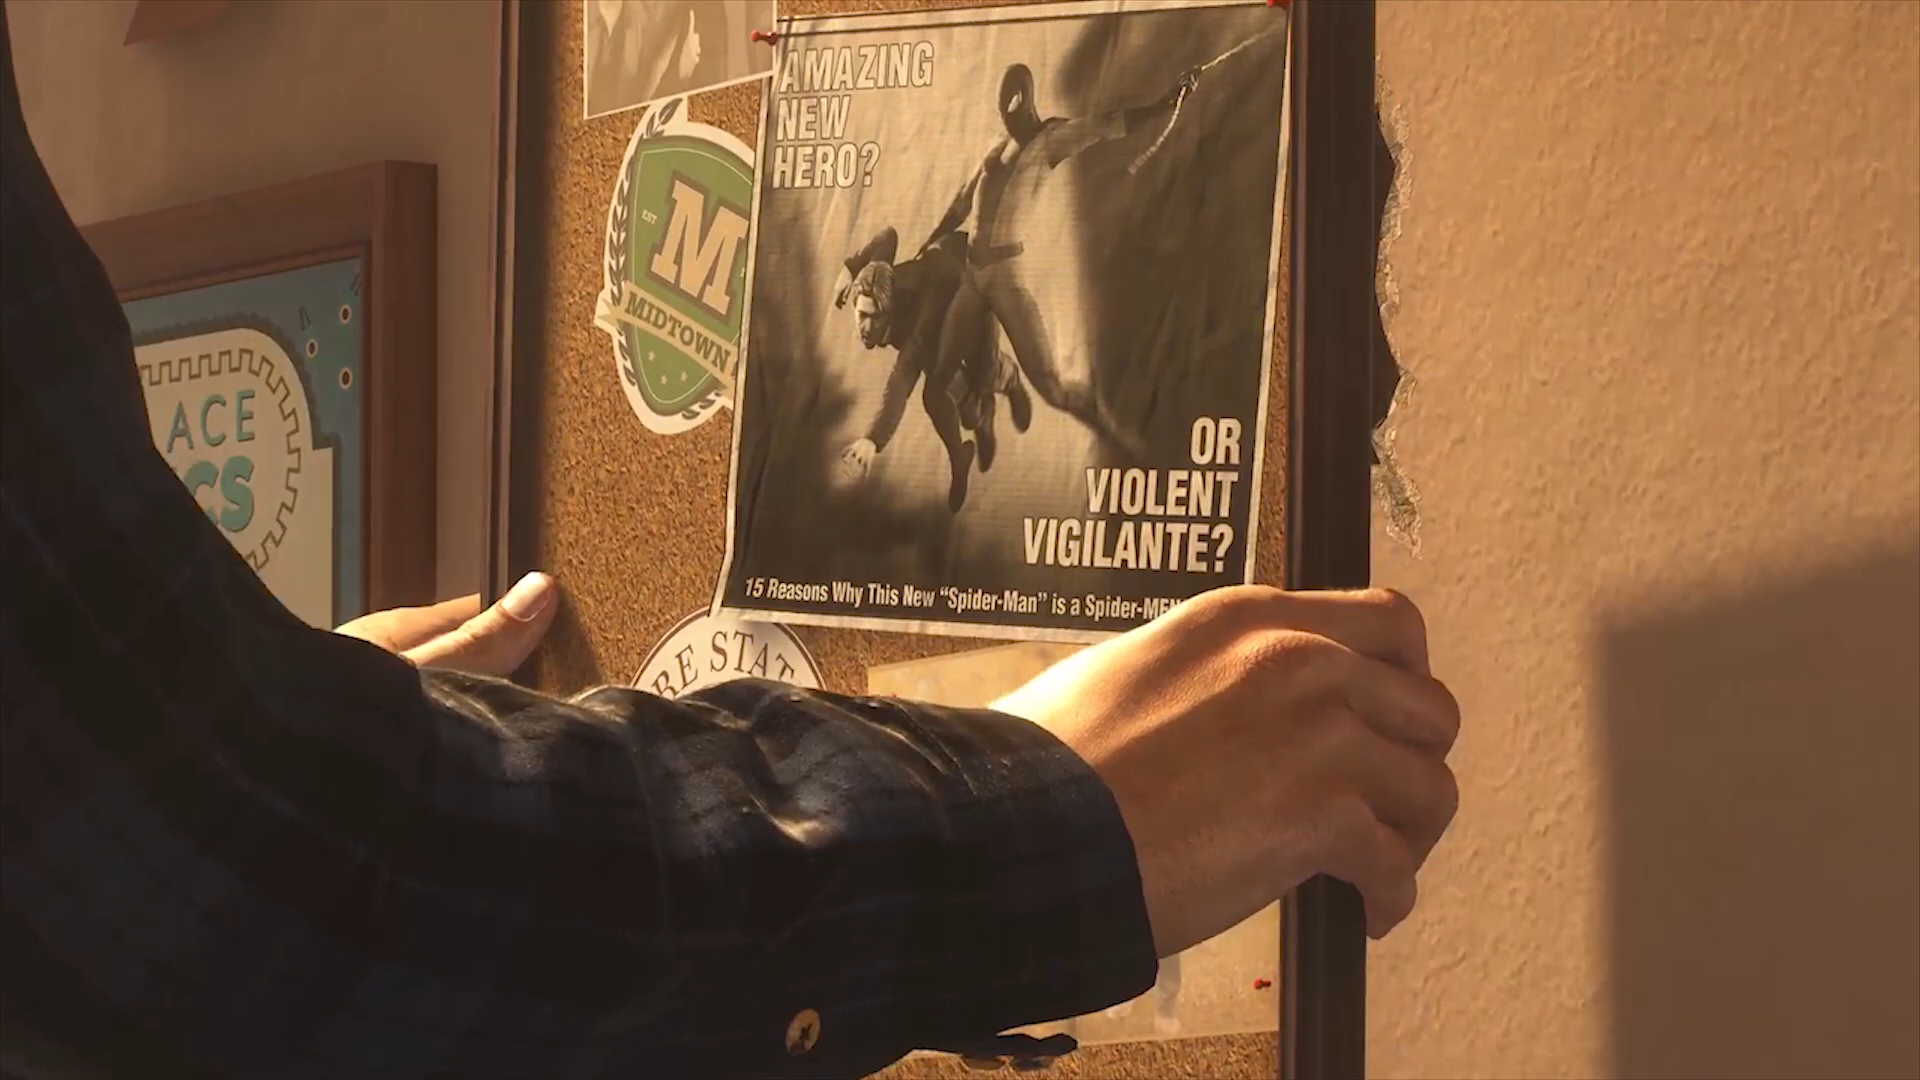 AMAZING
NEW
HERO?
EST
M
MIDTOWN
OR
VIOLENT
VIGILANTE?
15 Reasons Why This New "Spider-Man" is a Spider-MEN
ACE
CS
RE STAT